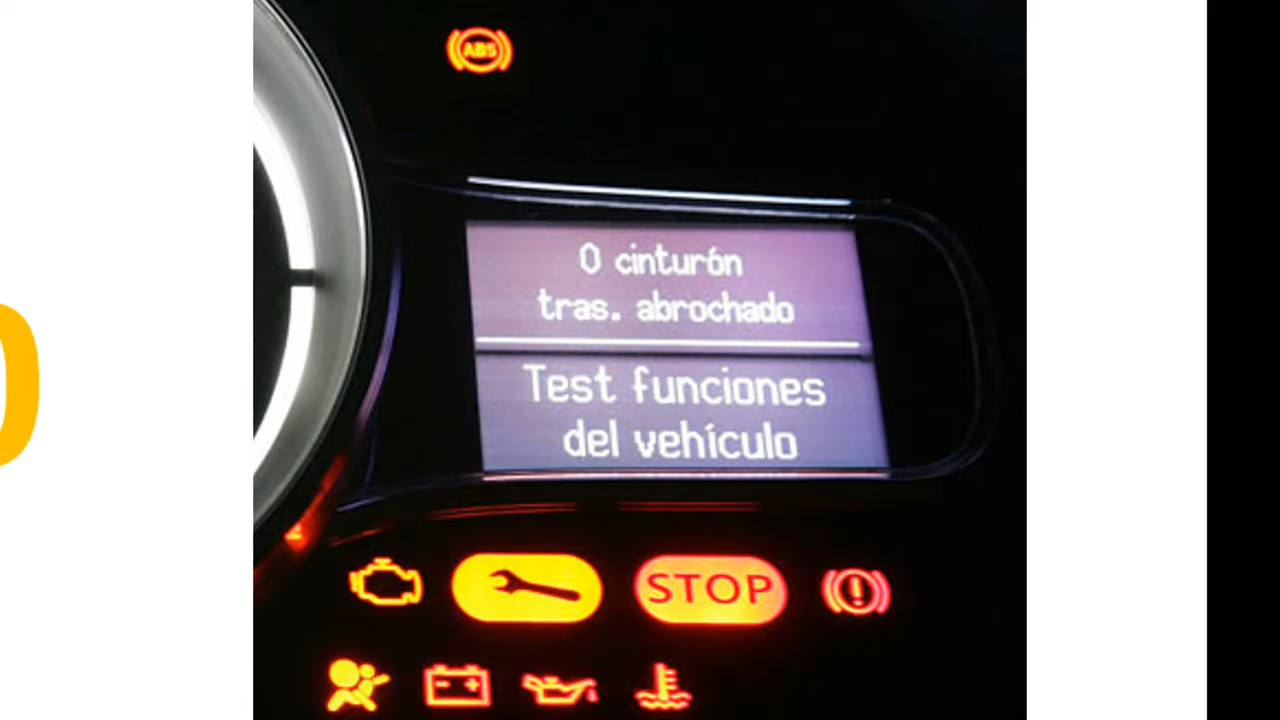 ABS
0 cinturón
tras. abrochado
Test funciones
del vehículo
STOP